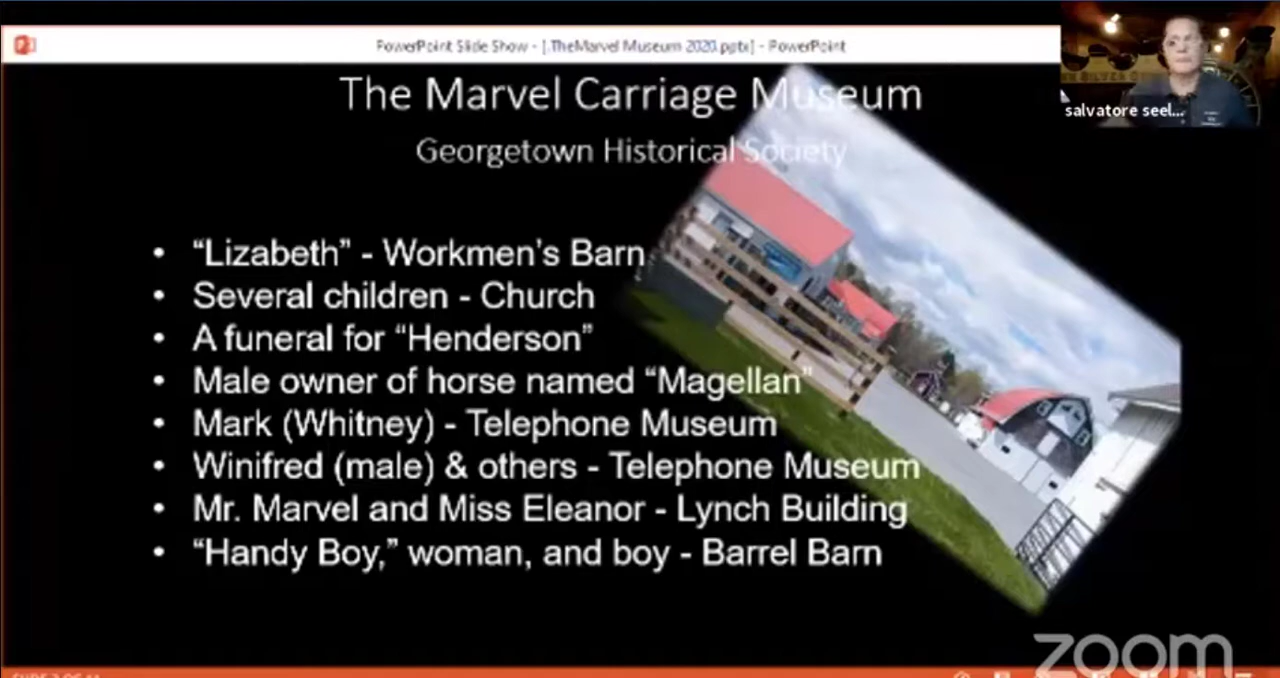 PowerPoint Slide Show - [.TheMarvel Museum 2020.pptx] - PowerPoint
salvatore seel...
The Marvel Carriage Museum
Georgetown Historical Society
• “Lizabeth” - Workmen’s Barn
• Several children - Church
• A funeral for “Henderson”
• Male owner of horse named “Magellan”
• Mark (Whitney) - Telephone Museum
• Winifred (male) & others - Telephone Museum
• Mr. Marvel and Miss Eleanor - Lynch Building
• “Handy Boy,” woman, and boy - Barrel Barn
zoom